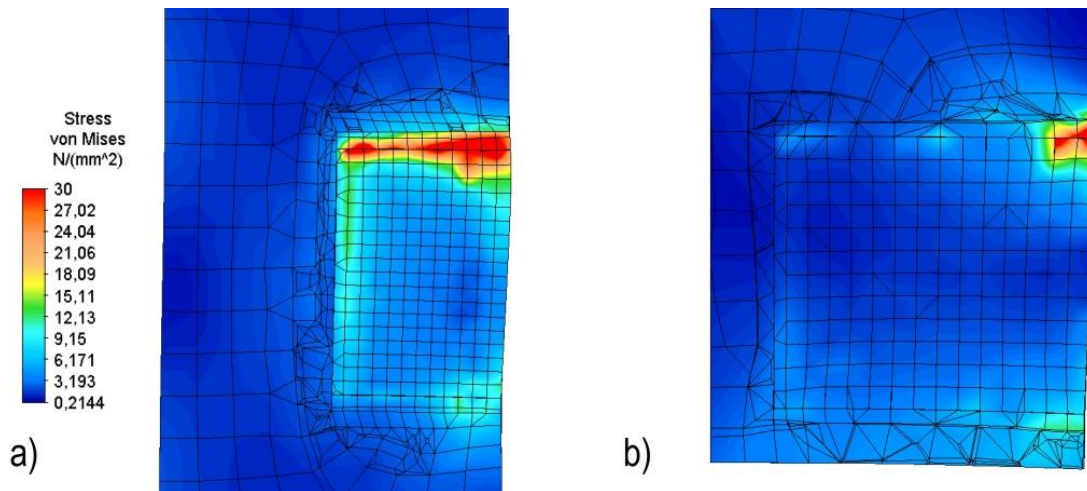 Stress
von Mises
N/(mm^2)
30
27,02
24,04
21,06
18,09
15,11
12,13
9,15
6,171
3,193
0,2144
a)
b)